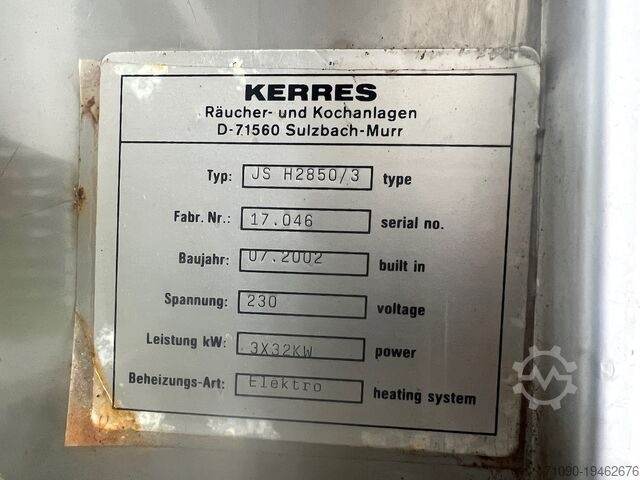 KERRES
Räucher- und Kochanlagen
D-71560 Sulzbach-Murr
Typ: JS H2850/3 type
Fabr. Nr.: 17.046 serial no.
Baujahr: 07.2002 built in
Spannung: 230 voltage
Leistung kW: 3X32KW power
Beheizungs-Art: Elektro heating system
71090-19462676